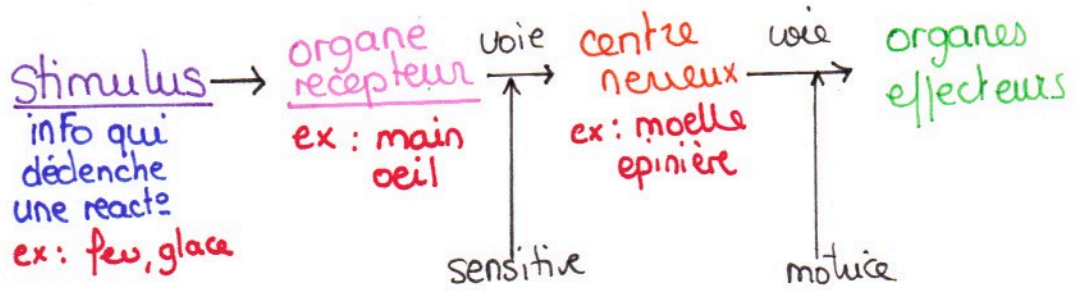 Stimulus
info qui
déclenche
une réact°
ex : feu, glace
organe
récepteur
ex : main
oeil
voie
sensitive
centre
nerveux
ex : moelle
epinière
voie
motrice
organes
effecteurs